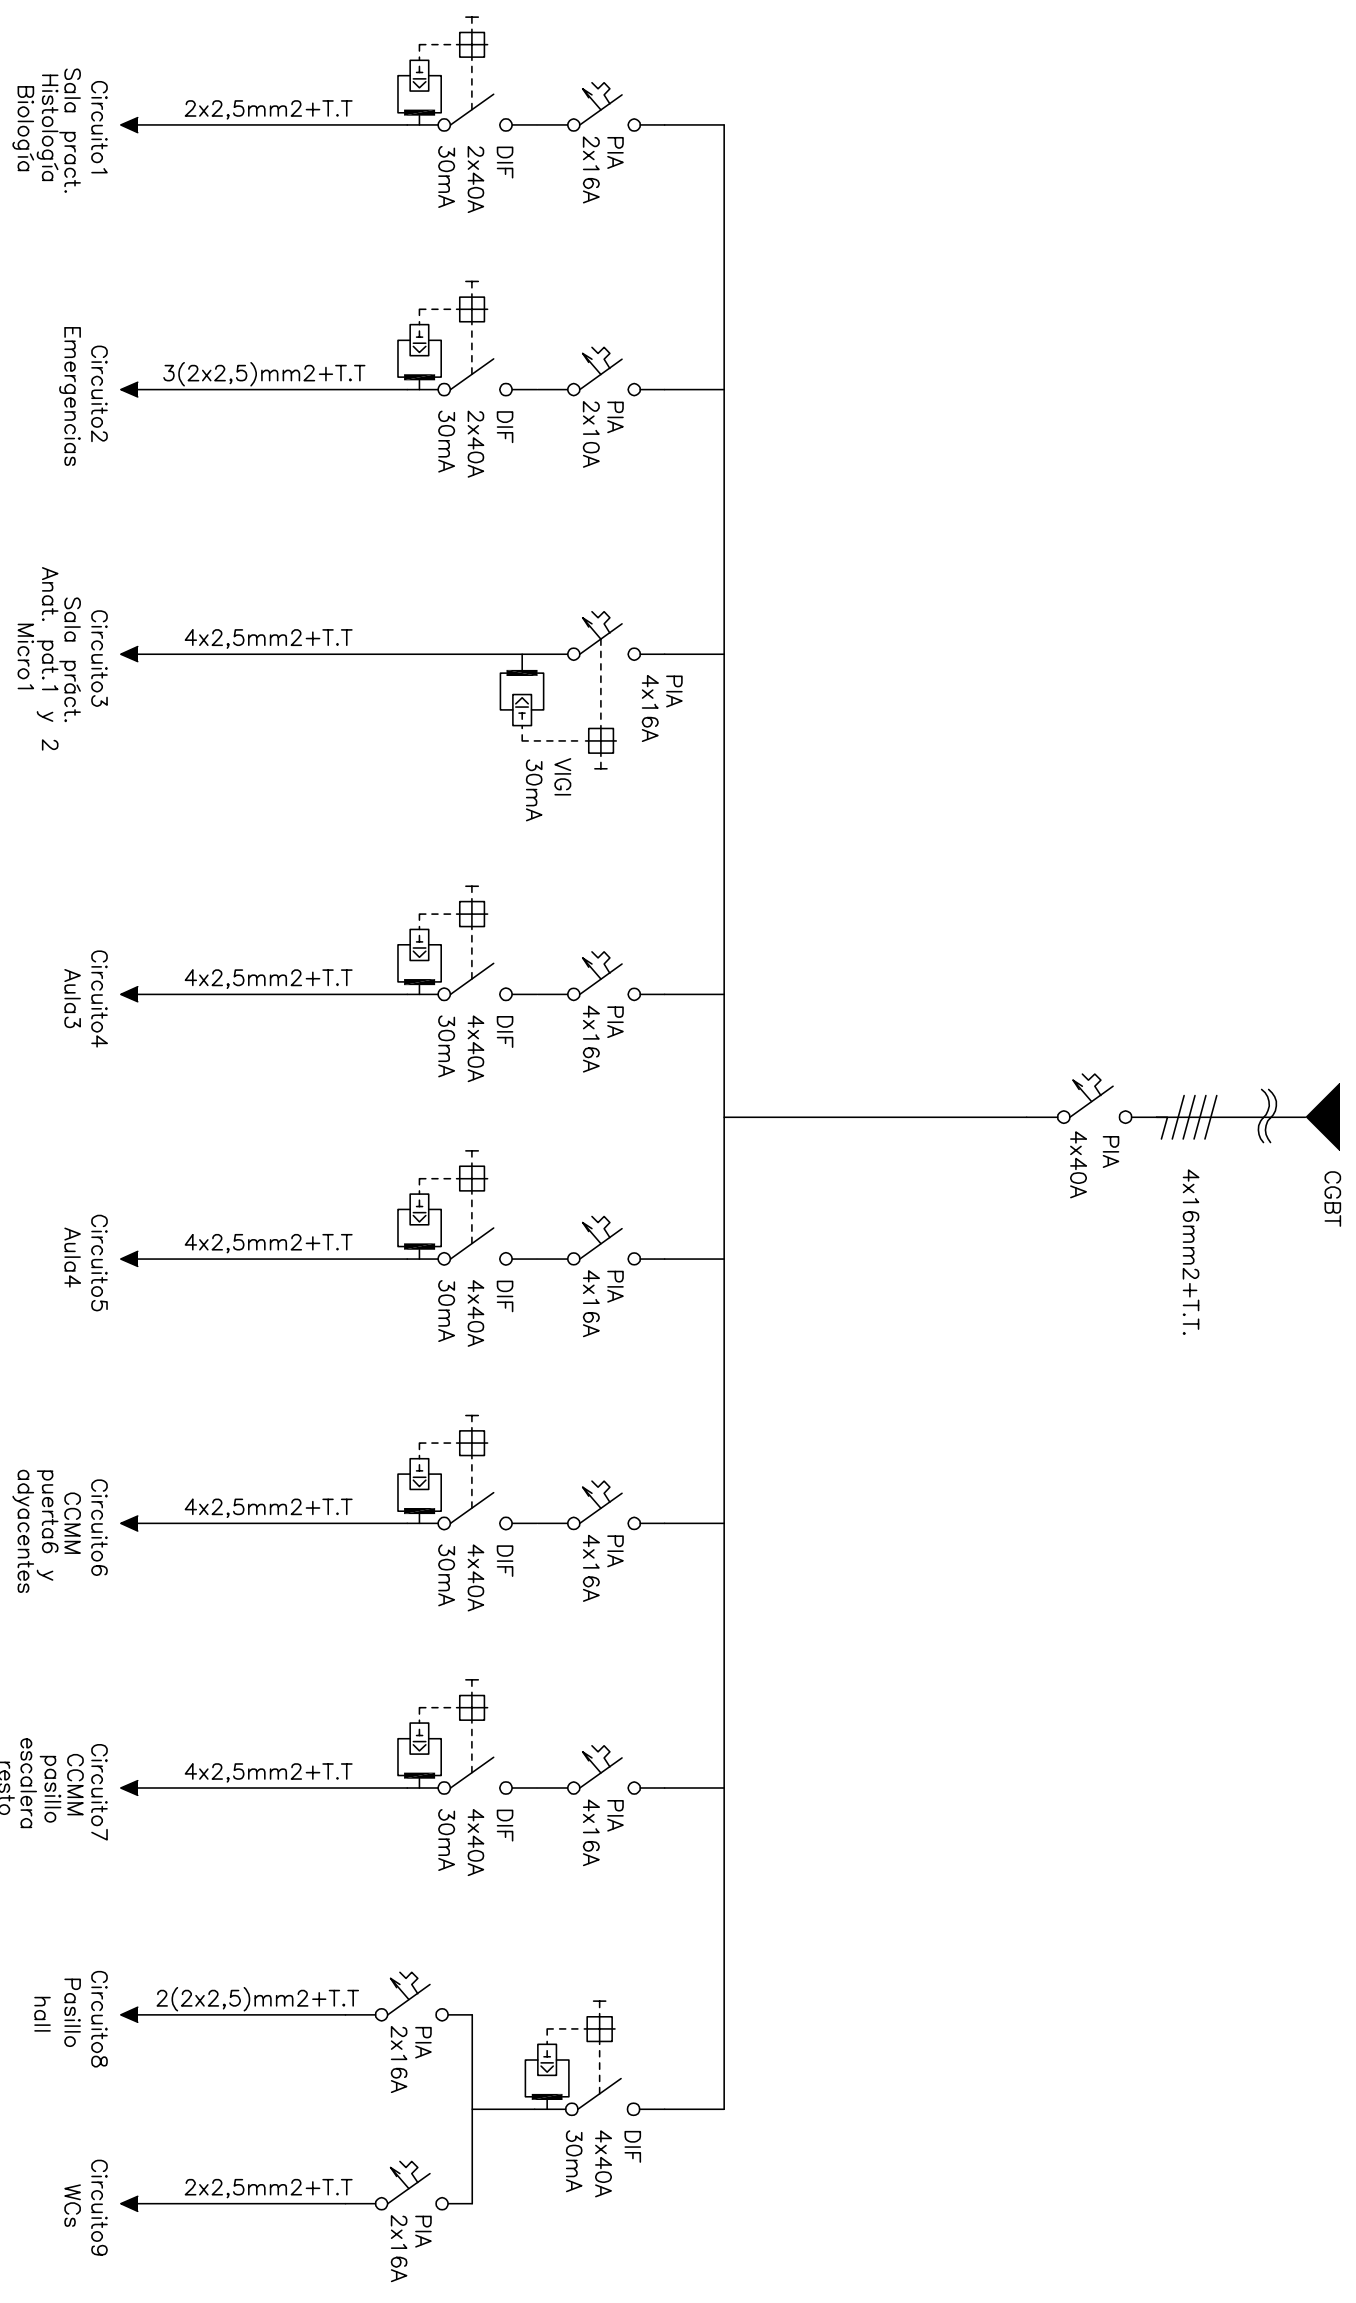 CGBT
4x16mm2+T.T.
PIA
4x40A
PIA
2x16A
DIF
2x40A
30mA
2x2,5mm2+T.T
Circuito1
Sala pract.
Histología
Biología
PIA
2x10A
DIF
2x40A
30mA
3(2x2,5)mm2+T.T
Circuito2
Emergencias
PIA
4x16A
VIGI
30mA
4x2,5mm2+T.T
Circuito3
Sala práct.
Anat. pat.1 y 2
Micro1
PIA
4x16A
DIF
4x40A
30mA
4x2,5mm2+T.T
Circuito4
Aula3
PIA
4x16A
DIF
4x40A
30mA
4x2,5mm2+T.T
Circuito5
Aula4
PIA
4x16A
DIF
4x40A
30mA
4x2,5mm2+T.T
Circuito6
CCMM
puerta6 y
adyacentes
PIA
4x16A
DIF
4x40A
30mA
4x2,5mm2+T.T
Circuito7
CCMM
pasillo
escalera
resto
DIF
4x40A
30mA
PIA
2x16A
2(2x2,5)mm2+T.T
Circuito8
Pasillo
hall
PIA
2x16A
2x2,5mm2+T.T
Circuito9
WCs